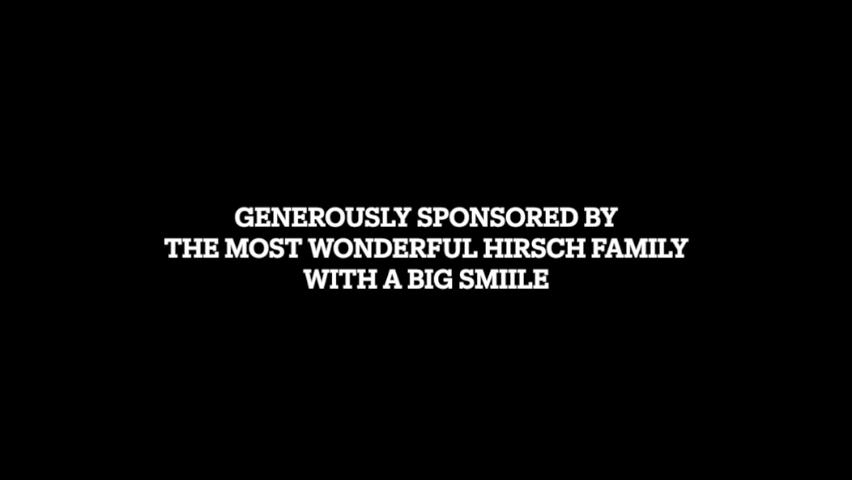 GENEROUSLY SPONSORED BY
THE MOST WONDERFUL HIRSCH FAMILY
WITH A BIG SMIILE